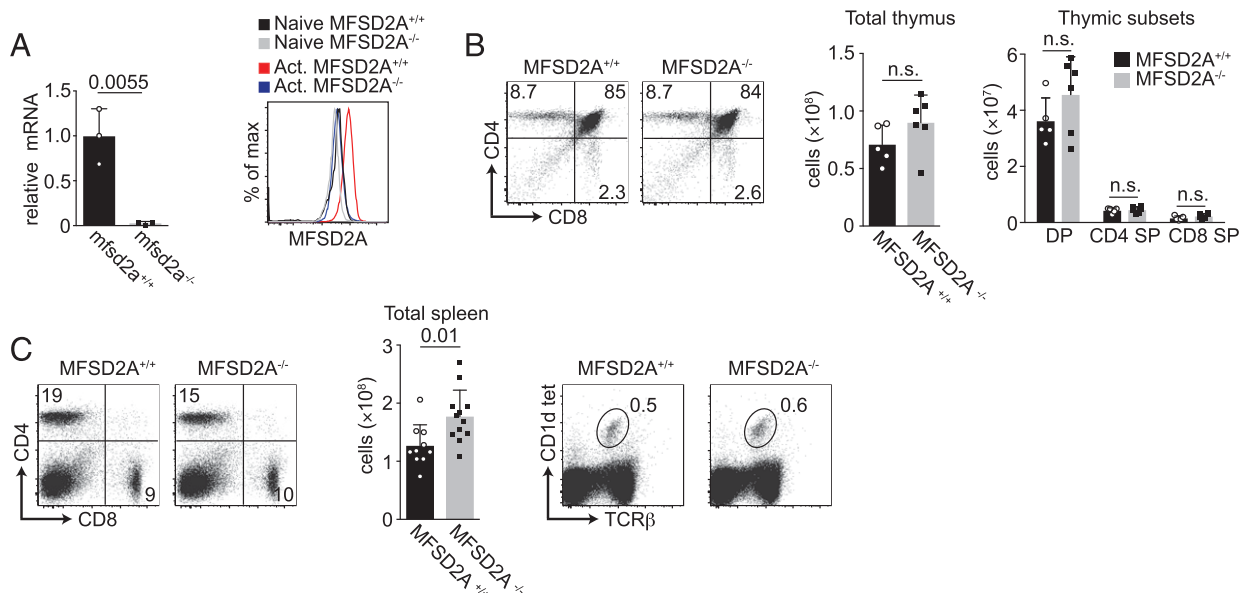 A
0.0055
relative mRNA
1.5
1.0
0.5
0
mfsd2a+/+
mfsd2a-/-
Naive MFSD2A+/+
Naive MFSD2A-/-
Act. MFSD2A+/+
Act. MFSD2A-/-
% of max
MFSD2A
B
MFSD2A+/+
MFSD2A-/-
8.7
85
2.3
8.7
84
2.6
CD4
CD8
Total thymus
n.s.
cells (×10⁸)
1.5
1.0
0.5
0
MFSD2A+/+
MFSD2A-/-
Thymic subsets
n.s.
n.s.
n.s.
MFSD2A+/+
MFSD2A-/-
cells (×10⁷)
6
4
2
0
DP
CD4 SP
CD8 SP
C
MFSD2A+/+
MFSD2A-/-
19
9
15
10
CD4
CD8
Total spleen
0.01
cells (×10⁸)
3
2
1
0
MFSD2A+/+
MFSD2A-/-
MFSD2A+/+
MFSD2A-/-
0.5
0.6
CD1d tet
TCRβ